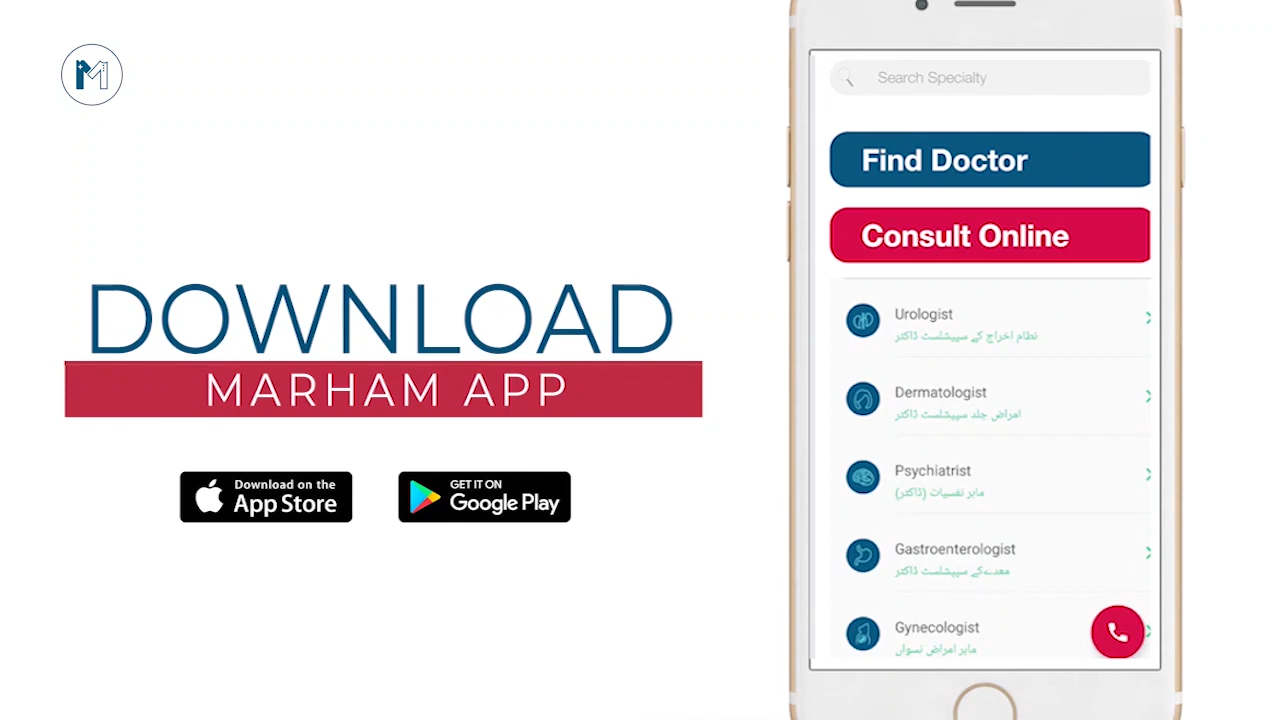 M
DOWNLOAD
MARHAM APP
Download on the
App Store
GET IT ON
Google Play
Search Specialty
Find Doctor
Consult Online
Urologist
نظام اخراج کے سپیشلسٹ ڈاکٹر
Dermatologist
امراض جلد سپیشلسٹ ڈاکٹر
Psychiatrist
ماہر نفسیات (ڈاکٹر)
Gastroenterologist
معدے کے سپیشلسٹ ڈاکٹر
Gynecologist
ماہر امراض نسواں